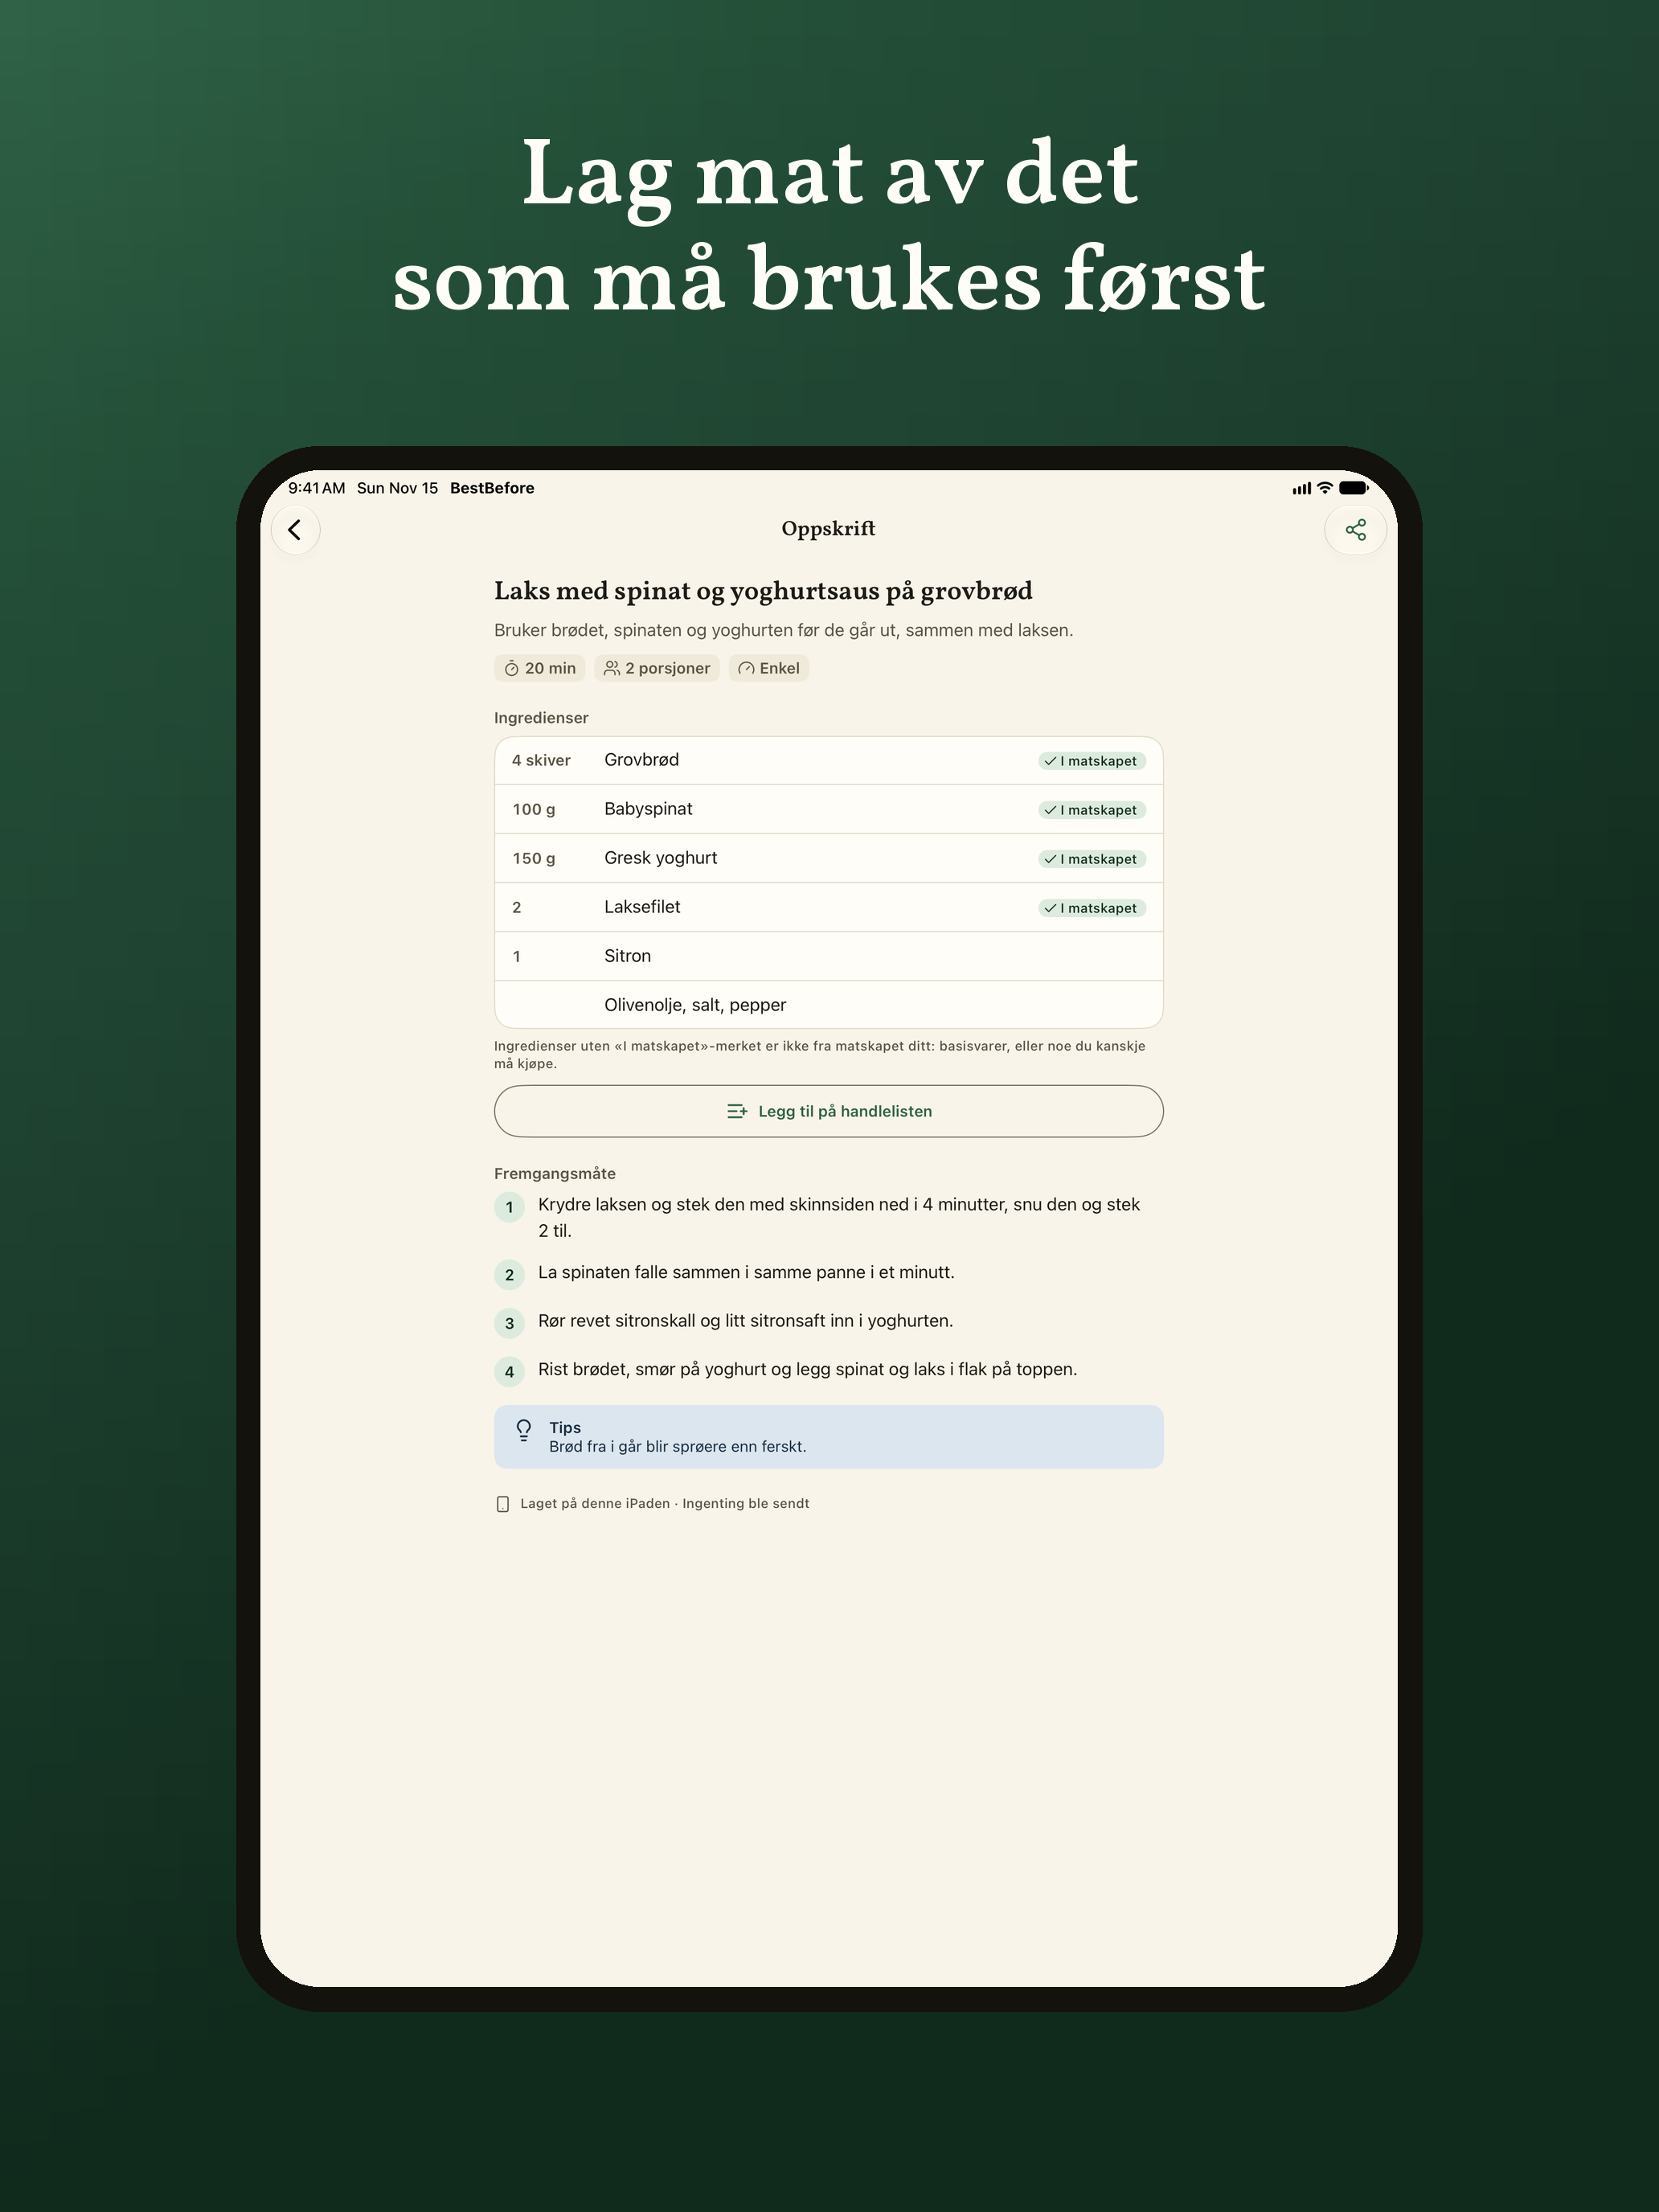 Lag mat av det
som må brukes først
9:41 AM Sun Nov 15 BestBefore
Oppskrift
Laks med spinat og yoghurtsaus på grovbrød
Bruker brødet, spinaten og yoghurten før de går ut, sammen med laksen.
20 min 2 porsjoner Enkel
Ingredienser
4 skiver Grovbrød I matskapet
100 g Babyspinat I matskapet
150 g Gresk yoghurt I matskapet
2 Laksefilet I matskapet
1 Sitron
Olivenolje, salt, pepper
Ingredienser uten «I matskapet»-merket er ikke fra matskapet ditt: basisvarer, eller noe du kanskje
må kjøpe.
Legg til på handlelisten
Fremgangsmåte
1 Krydre laksen og stek den med skinnsiden ned i 4 minutter, snu den og stek
2 til.
2 La spinaten falle sammen i samme panne i et minutt.
3 Rør revet sitronskall og litt sitronsaft inn i yoghurten.
4 Rist brødet, smør på yoghurt og legg spinat og laks i flak på toppen.
Tips
Brød fra i går blir sprøere enn ferskt.
Laget på denne iPaden · Ingenting ble sendt